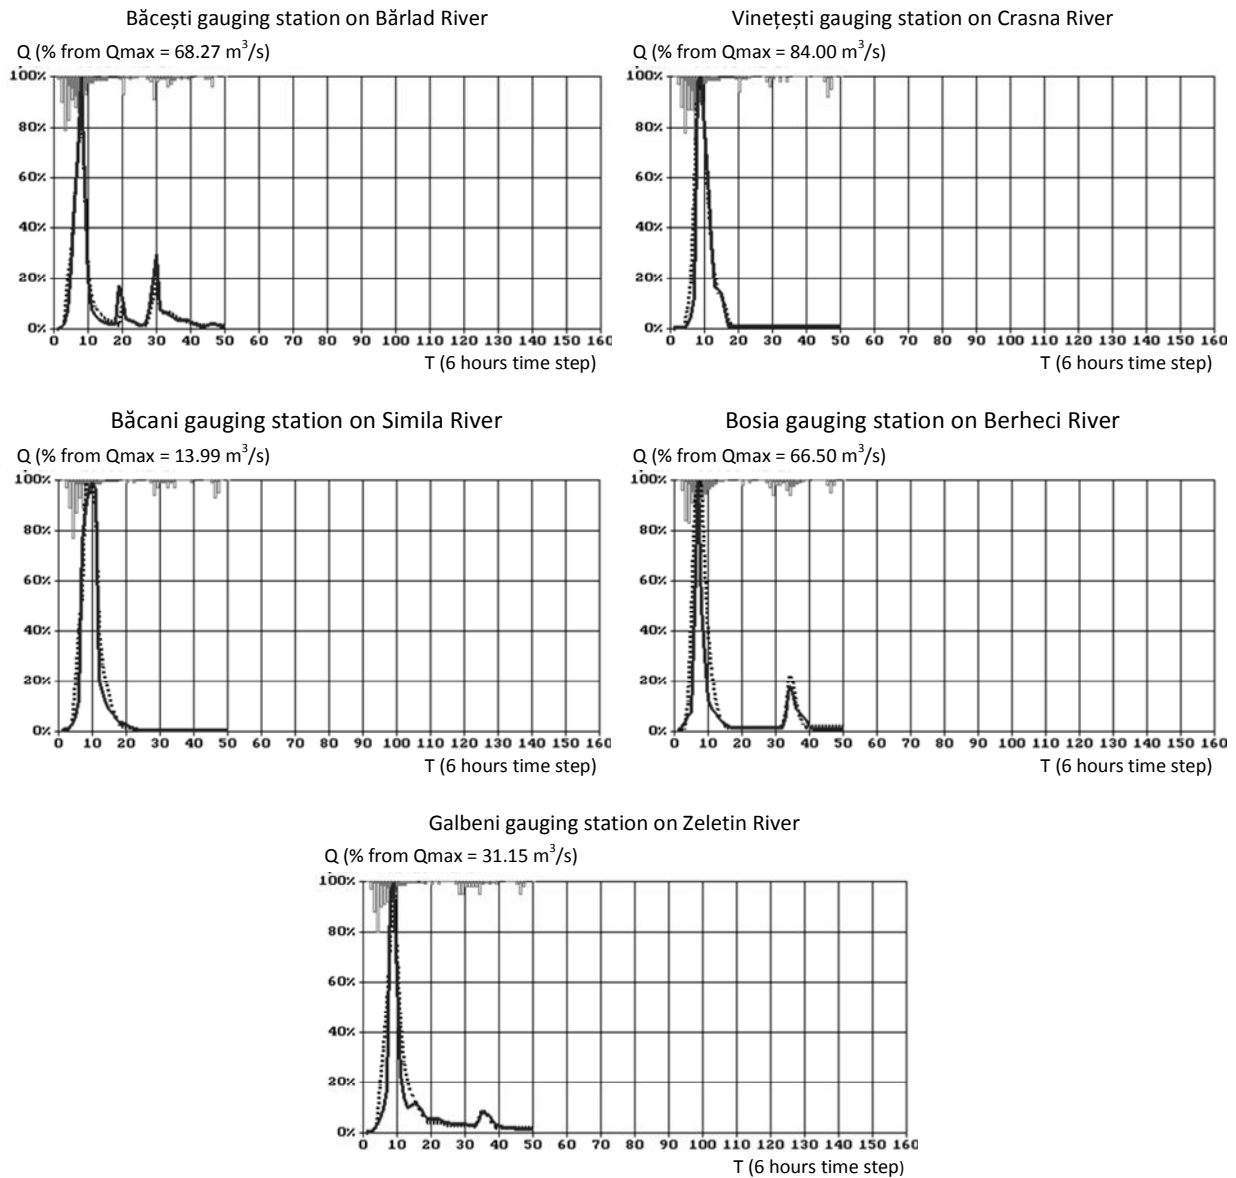 Băcești gauging station on Bărlad River
Q (% from Qmax = 68.27 m³/s)
100%
80%
60%
40%
20%
0%
0 10 20 30 40 50 60 70 80 90 100 110 120 130 140 150 160
T (6 hours time step)
Vinețești gauging station on Crasna River
Q (% from Qmax = 84.00 m³/s)
100%
80%
60%
40%
20%
0%
0 10 20 30 40 50 60 70 80 90 100 110 120 130 140 150 160
T (6 hours time step)
Băcani gauging station on Simila River
Q (% from Qmax = 13.99 m³/s)
100%
80%
60%
40%
20%
0%
0 10 20 30 40 50 60 70 80 90 100 110 120 130 140 150 160
T (6 hours time step)
Bosia gauging station on Berheci River
Q (% from Qmax = 66.50 m³/s)
100%
80%
60%
40%
20%
0%
0 10 20 30 40 50 60 70 80 90 100 110 120 130 140 150 160
T (6 hours time step)
Galbeni gauging station on Zeletin River
Q (% from Qmax = 31.15 m³/s)
100%
80%
60%
40%
20%
0%
0 10 20 30 40 50 60 70 80 90 100 110 120 130 140 150 160
T (6 hours time step)